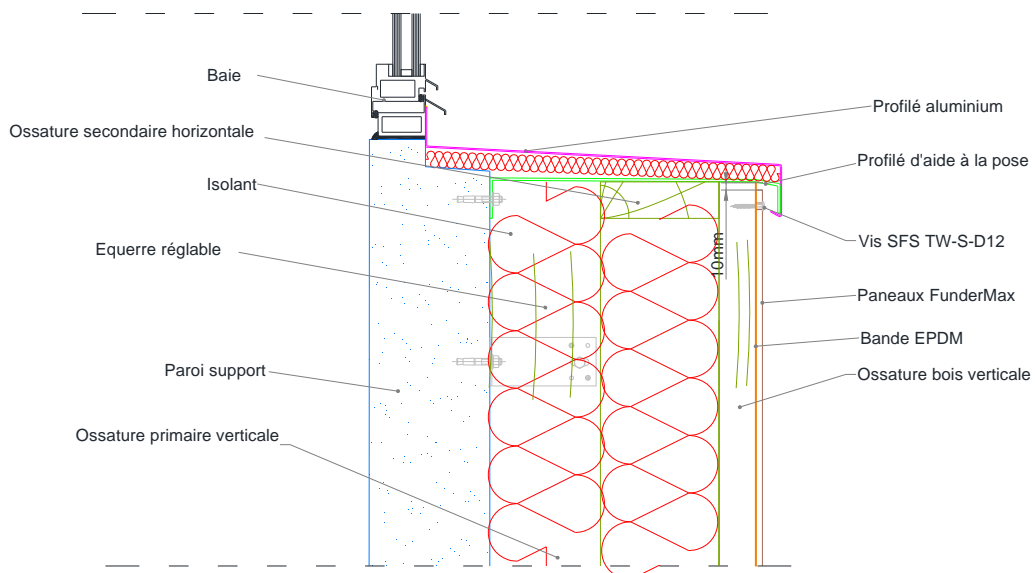 Baie
Ossature secondaire horizontale
Isolant
Equerre réglable
Paroi support
Ossature primaire verticale
Profilé aluminium
Profilé d'aide à la pose
10mm
Vis SFS TW-S-D12
Paneaux FunderMax
Bande EPDM
Ossature bois verticale